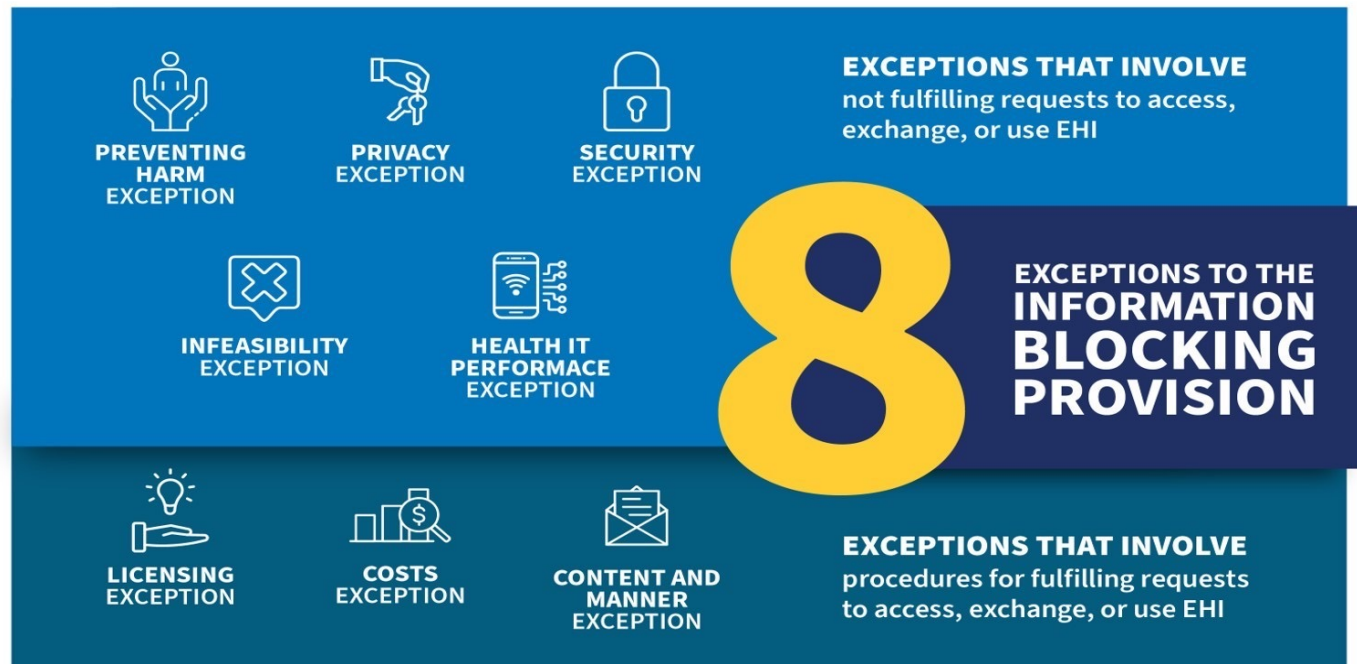 PREVENTING
HARM
EXCEPTION
PRIVACY
EXCEPTION
SECURITY
EXCEPTION
EXCEPTIONS THAT INVOLVE
not fulfilling requests to access,
exchange, or use EHI
INFEASIBILITY
EXCEPTION
HEALTH IT
PERFORMACE
EXCEPTION
8
EXCEPTIONS TO THE
INFORMATION
BLOCKING
PROVISION
LICENSING
EXCEPTION
$
COSTS
EXCEPTION
CONTENT AND
MANNER
EXCEPTION
EXCEPTIONS THAT INVOLVE
procedures for fulfilling requests
to access, exchange, or use EHI